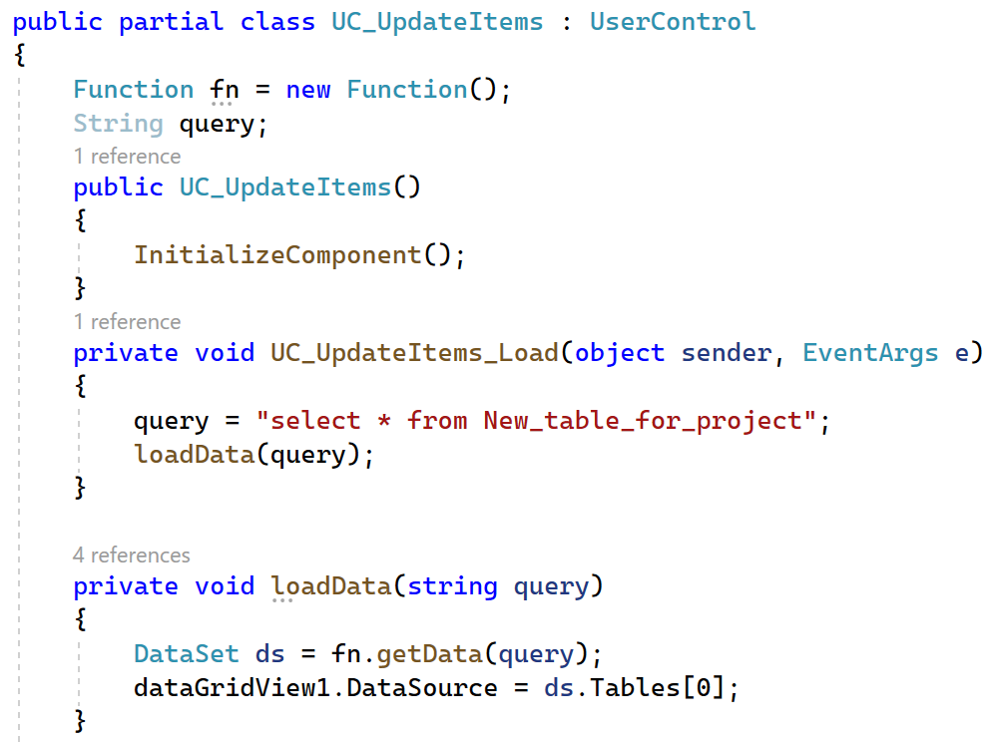 public partial class UC_UpdateItems : UserControl
{
Function fn = new Function();
String query;
1 reference
public UC_UpdateItems()
{
InitializeComponent();
}
1 reference
private void UC_UpdateItems_Load(object sender, EventArgs e)
{
query = "select * from New_table_for_project";
loadData(query);
}
4 references
private void loadData(string query)
{
DataSet ds = fn.getData(query);
dataGridView1.DataSource = ds.Tables[0];
}